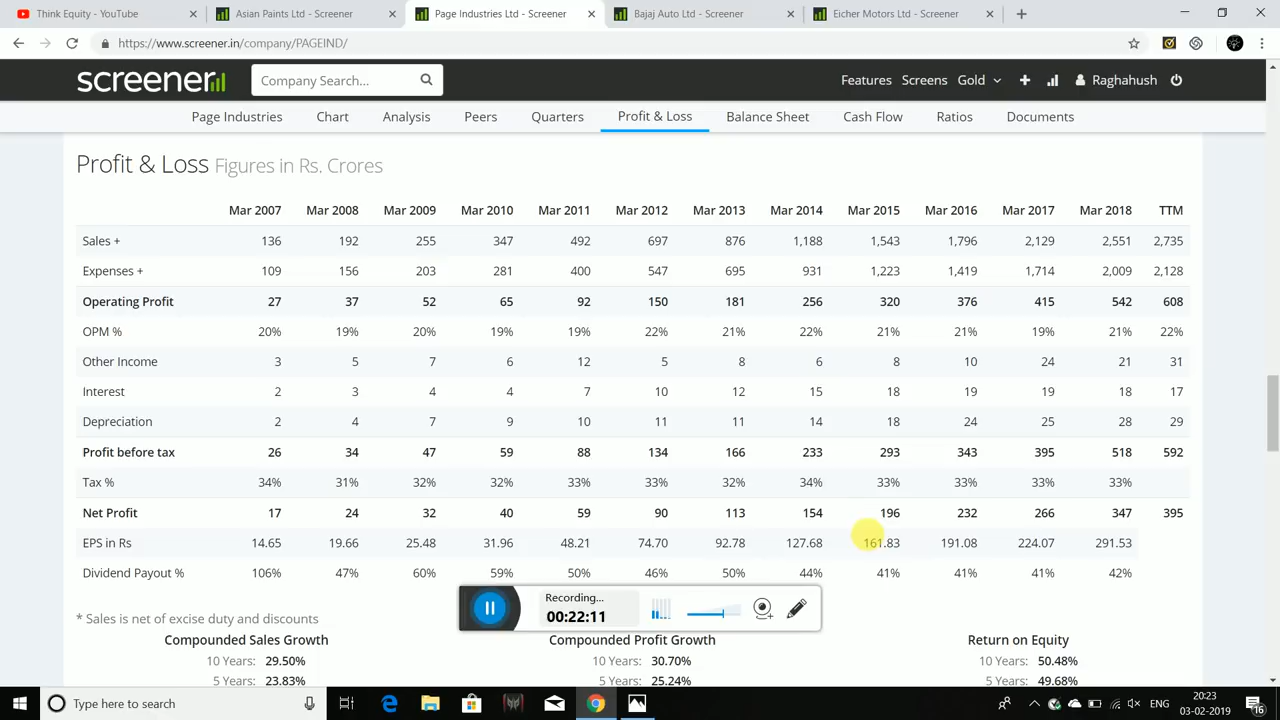 Think Equity - YouTube
Asian Paints Ltd - Screener
Page Industries Ltd - Screener
Bajaj Auto Ltd - Screener
Eicher Motors Ltd - Screener
https://www.screener.in/company/PAGEIND/
screener
Company Search...
Features Screens Gold Raghahush
Page Industries Chart Analysis Peers Quarters Profit & Loss Balance Sheet Cash Flow Ratios Documents
Profit & Loss Figures in Rs. Crores
Mar 2007 Mar 2008 Mar 2009 Mar 2010 Mar 2011 Mar 2012 Mar 2013 Mar 2014 Mar 2015 Mar 2016 Mar 2017 Mar 2018 TTM
Sales + 136 192 255 347 492 697 876 1,188 1,543 1,796 2,129 2,551 2,735
Expenses + 109 156 203 281 400 547 695 931 1,223 1,419 1,714 2,009 2,128
Operating Profit 27 37 52 65 92 150 181 256 320 376 415 542 608
OPM % 20% 19% 20% 19% 19% 22% 21% 22% 21% 21% 19% 21% 22%
Other Income 3 5 7 6 12 5 8 6 8 10 24 21 31
Interest 2 3 4 4 7 10 12 15 18 19 19 18 17
Depreciation 2 4 7 9 10 11 11 14 18 24 25 28 29
Profit before tax 26 34 47 59 88 134 166 233 293 343 395 518 592
Tax % 34% 31% 32% 32% 33% 33% 32% 34% 33% 33% 33% 33%
Net Profit 17 24 32 40 59 90 113 154 196 232 266 347 395
EPS in Rs 14.65 19.66 25.48 31.96 48.21 74.70 92.78 127.68 161.83 191.08 224.07 291.53
Dividend Payout % 106% 47% 60% 59% 50% 46% 50% 44% 41% 41% 41% 42%
Recording...
00:22:11
* Sales is net of excise duty and discounts
Compounded Sales Growth Compounded Profit Growth Return on Equity
10 Years: 29.50% 10 Years: 30.70% 10 Years: 50.48%
5 Years: 23.83% 5 Years: 25.24% 5 Years: 49.68%
Type here to search
ENG
20:23
03-02-2019
16